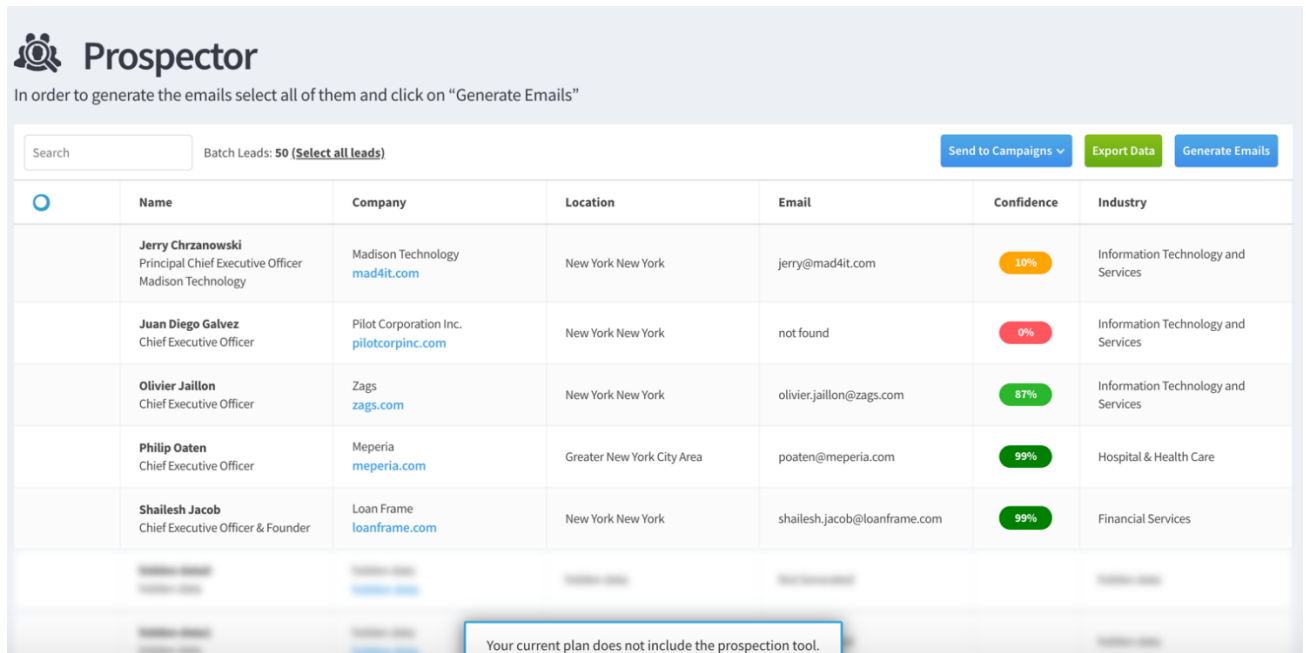 Prospector
In order to generate the emails select all of them and click on “Generate Emails”
Search
Batch Leads: 50 (Select all leads)
Send to Campaigns
Export Data
Generate Emails
Name
Company
Location
Email
Confidence
Industry
Jerry Chrzanowski
Principal Chief Executive Officer
Madison Technology
Madison Technology
mad4it.com
New York New York
jerry@mad4it.com
10%
Information Technology and
Services
Juan Diego Galvez
Chief Executive Officer
Pilot Corporation Inc.
pilotcorpinc.com
New York New York
not found
0%
Information Technology and
Services
Olivier Jaillon
Chief Executive Officer
Zags
zags.com
New York New York
olivier.jaillon@zags.com
87%
Information Technology and
Services
Philip Oaten
Chief Executive Officer
Meperia
meperia.com
Greater New York City Area
poaten@meperia.com
99%
Hospital & Health Care
Shailesh Jacob
Chief Executive Officer & Founder
Loan Frame
loanframe.com
New York New York
shailesh.jacob@loanframe.com
99%
Financial Services
Your current plan does not include the prospection tool.